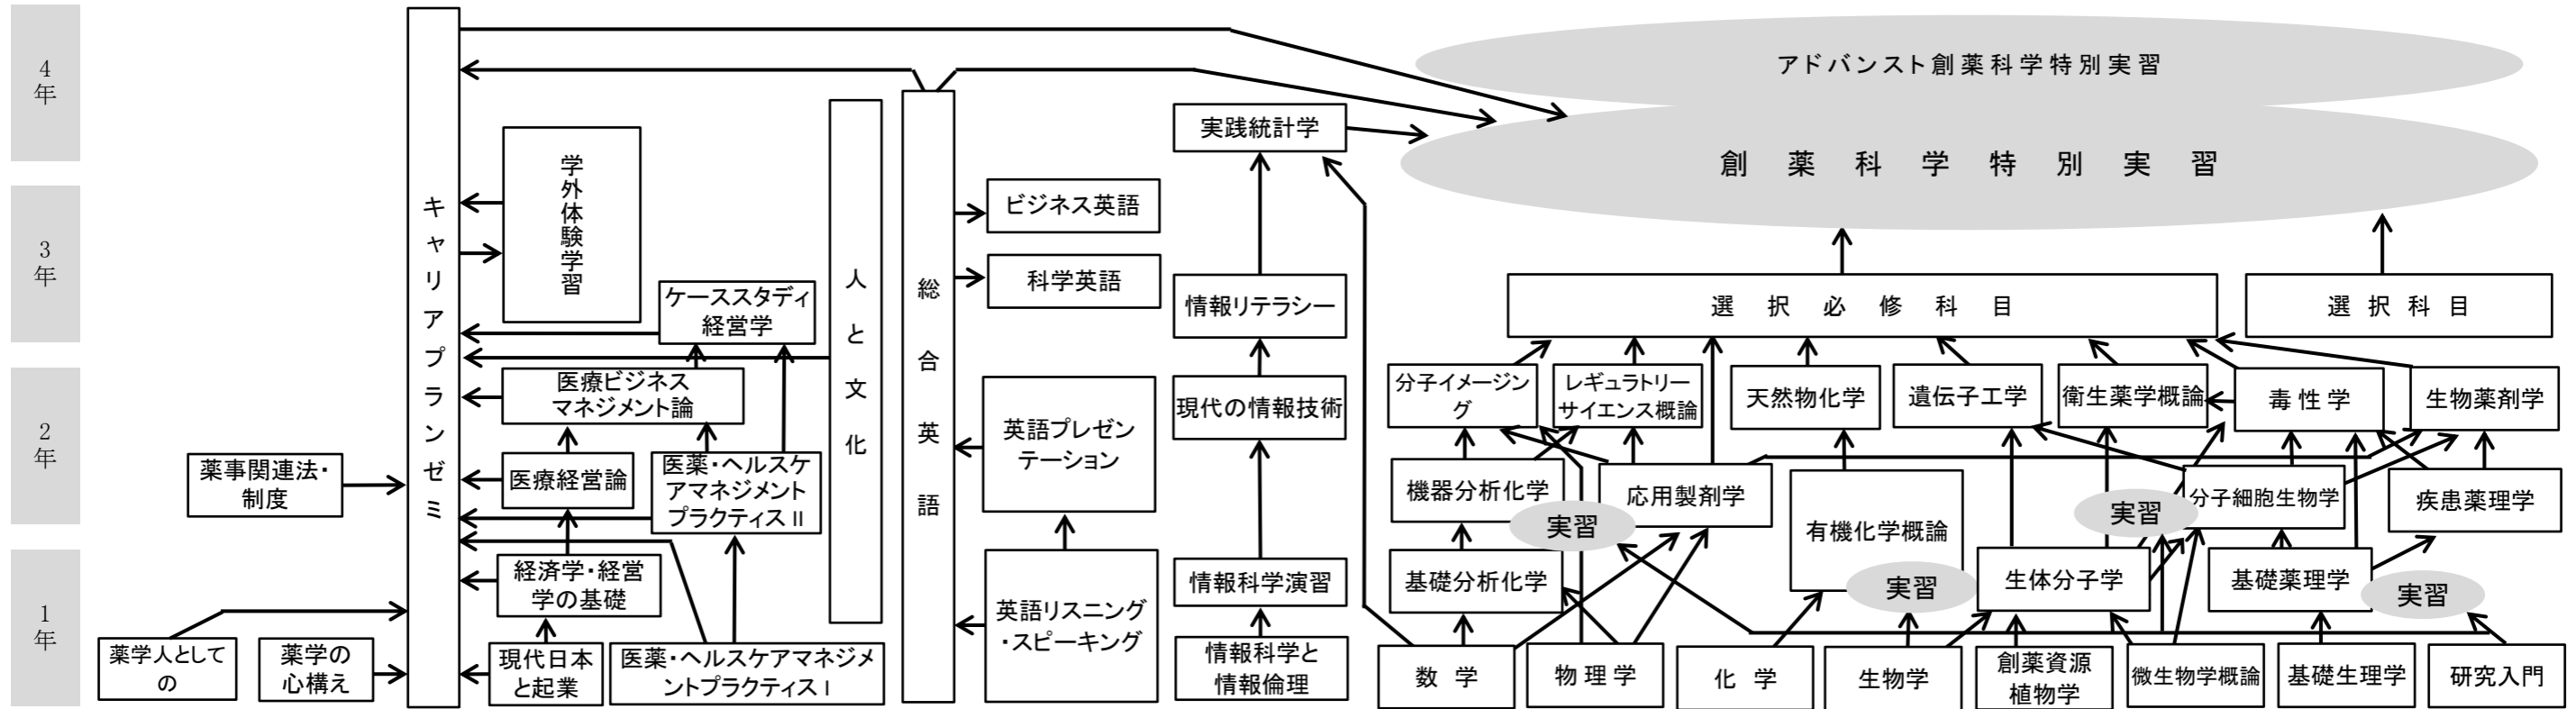 4
年
3
年
2
年
1
年
キャリアプランゼミ
学外体験学習
ケーススタディ
経営学
医療ビジネス
マネジメント論
医療経営論
医薬・ヘルスケ
アマネジメント
プラクティスⅡ
経済学・経営
学の基礎
現代日本
と起業
医薬・ヘルスケアマネジメ
ントプラクティスⅠ
薬事関連法・
制度
薬学人として
の
薬学の
心構え
人と文化
総合英語
ビジネス英語
科学英語
英語プレゼン
テーション
英語リスニング
・スピーキング
実践統計学
情報リテラシー
現代の情報技術
情報科学演習
情報科学と
情報倫理
アドバンスト創薬科学特別実習
創薬科学特別実習
選択必修科目
選択科目
分子イメージン
グ
レギュラトリー
サイエンス概論
天然物化学
遺伝子工学
衛生薬学概論
毒性学
生物薬剤学
機器分析化学
応用製剤学
有機化学概論
分子細胞生物学
疾患薬理学
実習
実習
基礎分析化学
実習
生体分子学
基礎薬理学
実習
数学
物理学
化学
生物学
創薬資源
植物学
微生物学概論
基礎生理学
研究入門